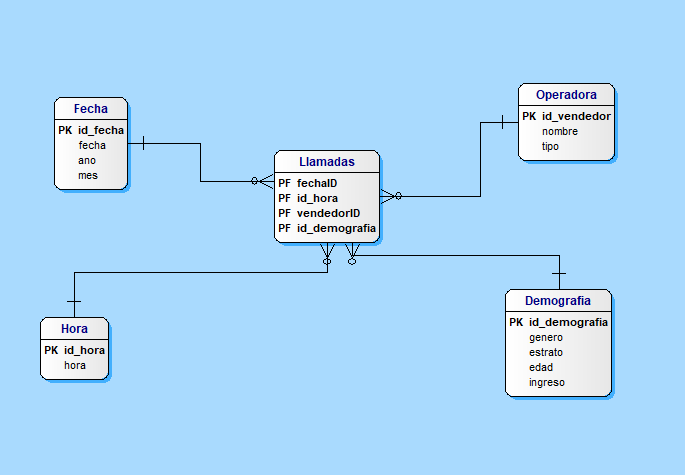 Fecha
PK id_fecha
fecha
ano
mes
Operadora
PK id_vendedor
nombre
tipo
Llamadas
PF fechaID
PF id_hora
PF vendedorID
PF id_demografia
Hora
PK id_hora
hora
Demografia
PK id_demografia
genero
estrato
edad
ingreso